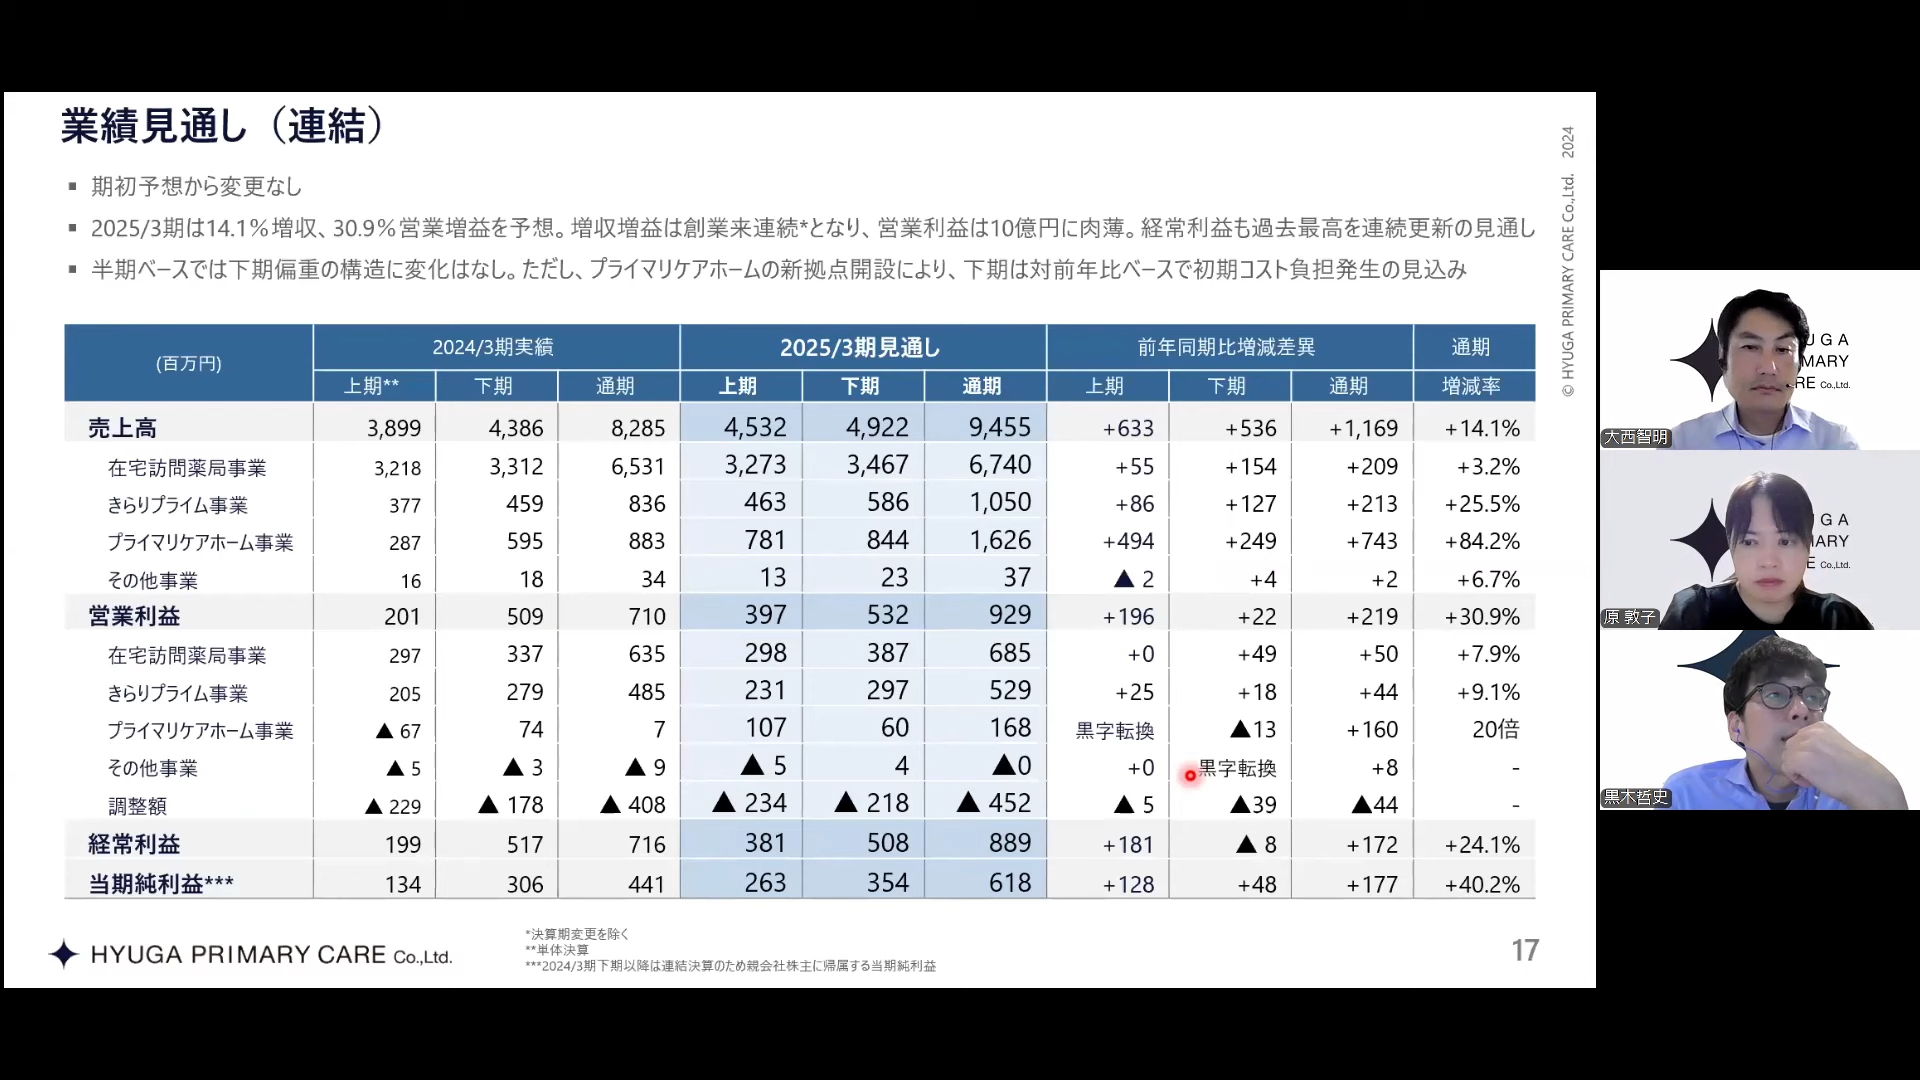 業績見通し（連結）
▪ 期初予想から変更なし
▪ 2025/3期は14.1%増収、30.9%営業増益を予想。増収増益は創業来連続*となり、営業利益は10億円に肉薄。経常利益も過去最高を連続更新の見通し
▪ 半期ベースでは下期偏重の構造に変化はなし。ただし、プライマリケアホームの新拠点開設により、下期は対前年比ベースで初期コスト負担発生の見込み
(百万円) 2024/3期実績 2025/3期見通し 前年同期比増減差異 通期
上期** 下期 通期 上期 下期 通期 上期 下期 通期 増減率
売上高 3,899 4,386 8,285 4,532 4,922 9,455 +633 +536 +1,169 +14.1%
在宅訪問薬局事業 3,218 3,312 6,531 3,273 3,467 6,740 +55 +154 +209 +3.2%
きらりプライム事業 377 459 836 463 586 1,050 +86 +127 +213 +25.5%
プライマリケアホーム事業 287 595 883 781 844 1,626 +494 +249 +743 +84.2%
その他事業 16 18 34 13 23 37 ▲ 2 +4 +2 +6.7%
営業利益 201 509 710 397 532 929 +196 +22 +219 +30.9%
在宅訪問薬局事業 297 337 635 298 387 685 +0 +49 +50 +7.9%
きらりプライム事業 205 279 485 231 297 529 +25 +18 +44 +9.1%
プライマリケアホーム事業 ▲ 67 74 7 107 60 168 黒字転換 ▲13 +160 20倍
その他事業 ▲ 5 ▲ 3 ▲ 9 ▲ 5 4 ▲0 +0 黒字転換 +8 -
調整額 ▲ 229 ▲ 178 ▲ 408 ▲ 234 ▲ 218 ▲ 452 ▲ 5 ▲39 ▲44 -
経常利益 199 517 716 381 508 889 +181 ▲ 8 +172 +24.1%
当期純利益*** 134 306 441 263 354 618 +128 +48 +177 +40.2%
*決算期変更を除く
**単体決算
***2024/3期下期以降は連結決算のため親会社株主に帰属する当期純利益
HYUGA PRIMARY CARE Co.,Ltd.
17
© HYUGA PRIMARY CARE Co.,Ltd. 2024
UGA
MARY
RE Co.,Ltd.
大西智明
UGA
ARY
E Co.,Ltd.
原 敦子
黒木哲史